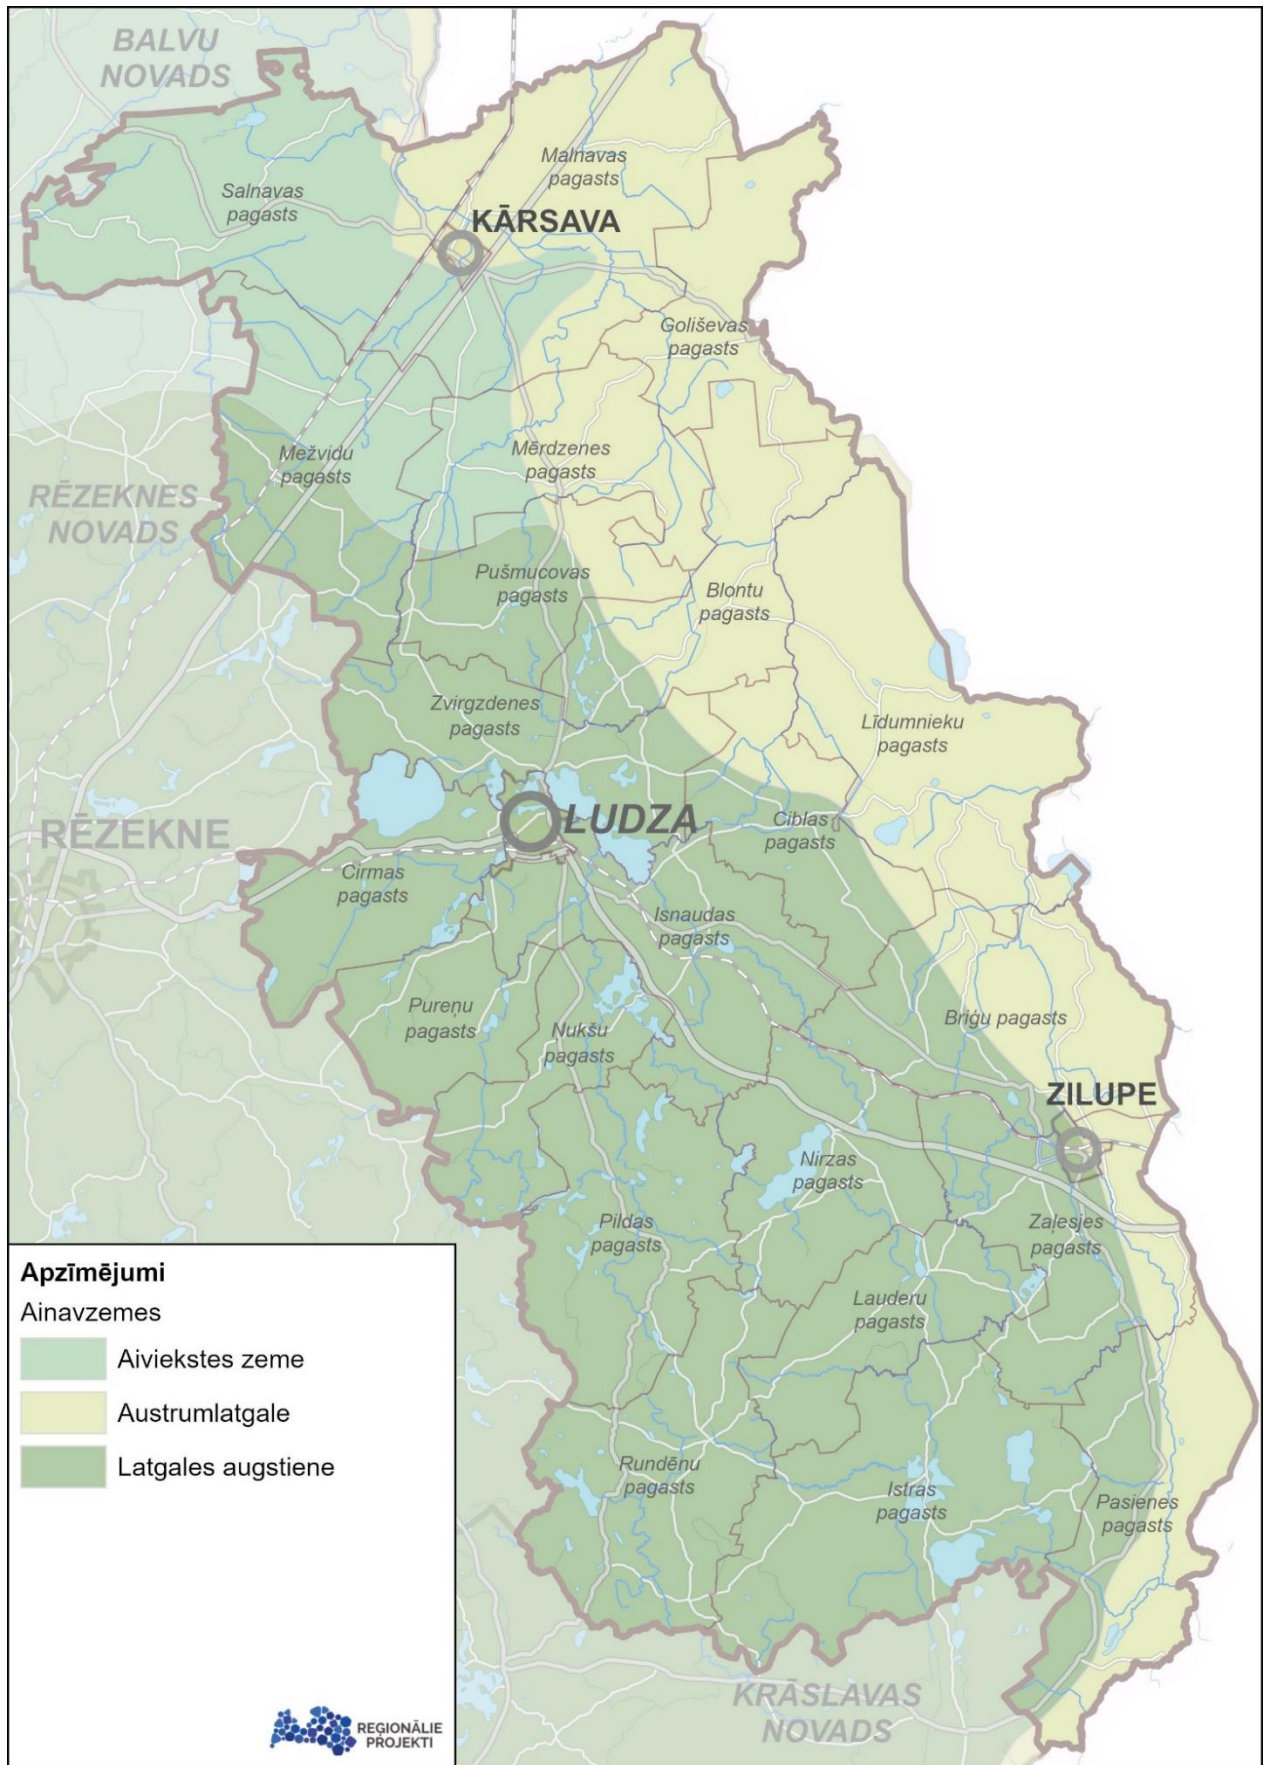 BALVU
NOVADS
Malnavas
pagasts
Salnavas
pagasts
KĀRSAVA
Goliševas
pagasts
Mežvidu
pagasts
Mērdzenes
pagasts
RĒZEKNES
NOVADS
Pušmucovas
pagasts
Blontu
pagasts
Zvirgzdenes
pagasts
Līdumnieku
pagasts
LUDZA
Ciblas
pagasts
RĒZEKNE
Cirmas
pagasts
Isnaudas
pagasts
Pureņu
pagasts
Nukšu
pagasts
Briģu pagasts
ZILUPE
Nirzas
pagasts
Pildas
pagasts
Zaļesjes
pagasts
Lauderu
pagasts
Rundēnu
pagasts
Istras
pagasts
Pasienes
pagasts
KRĀSLAVAS
NOVADS
Apzīmējumi
Ainavzemes
Aiviekstes zeme
Austrumlatgale
Latgales augstiene
REĢIONĀLIE
PROJEKTI